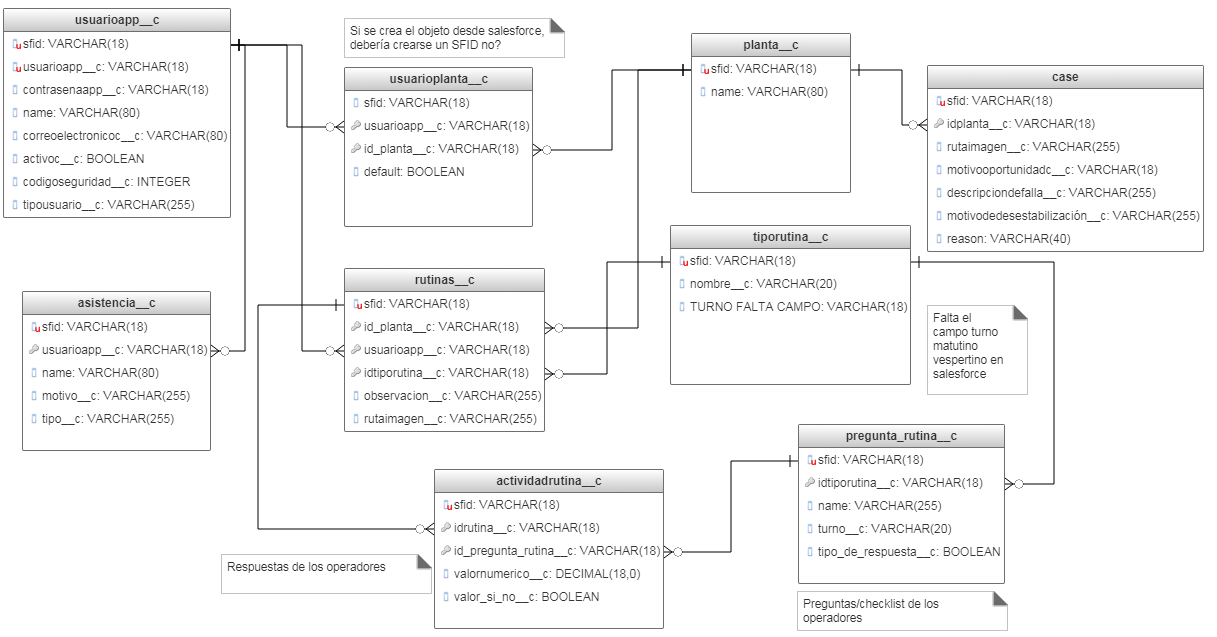 usuarioapp__c
sfid: VARCHAR(18)
usuarioapp__c: VARCHAR(18)
contrasenaapp__c: VARCHAR(18)
name: VARCHAR(80)
correoelectronicoc__c: VARCHAR(80)
activoc__c: BOOLEAN
codigoseguridad__c: INTEGER
tipousuario__c: VARCHAR(255)
Si se crea el objeto desde salesforce,
debería crearse un SFID no?
usuarioplanta__c
sfid: VARCHAR(18)
usuarioapp__c: VARCHAR(18)
id_planta__c: VARCHAR(18)
default: BOOLEAN
planta__c
sfid: VARCHAR(18)
name: VARCHAR(80)
case
sfid: VARCHAR(18)
idplanta__c: VARCHAR(18)
rutaimagen__c: VARCHAR(255)
motivooportunidadc__c: VARCHAR(18)
descripciondefalla__c: VARCHAR(255)
motivodedesestabilización__c: VARCHAR(255)
reason: VARCHAR(40)
asistencia__c
sfid: VARCHAR(18)
usuarioapp__c: VARCHAR(18)
name: VARCHAR(80)
motivo__c: VARCHAR(255)
tipo__c: VARCHAR(255)
rutinas__c
sfid: VARCHAR(18)
id_planta__c: VARCHAR(18)
usuarioapp__c: VARCHAR(18)
idtiporutina__c: VARCHAR(18)
observacion__c: VARCHAR(255)
rutaimagen__c: VARCHAR(255)
tiporutina__c
sfid: VARCHAR(18)
nombre__c: VARCHAR(20)
TURNO FALTA CAMPO: VARCHAR(18)
Falta el
campo turno
matutino
vespertino en
salesforce
actividadrutina__c
sfid: VARCHAR(18)
idrutina__c: VARCHAR(18)
id_pregunta_rutina__c: VARCHAR(18)
valornumerico__c: DECIMAL(18,0)
valor_si_no__c: BOOLEAN
Respuestas de los operadores
pregunta_rutina__c
sfid: VARCHAR(18)
idtiporutina__c: VARCHAR(18)
name: VARCHAR(255)
turno__c: VARCHAR(20)
tipo_de_respuesta__c: BOOLEAN
Preguntas/checklist de los
operadores